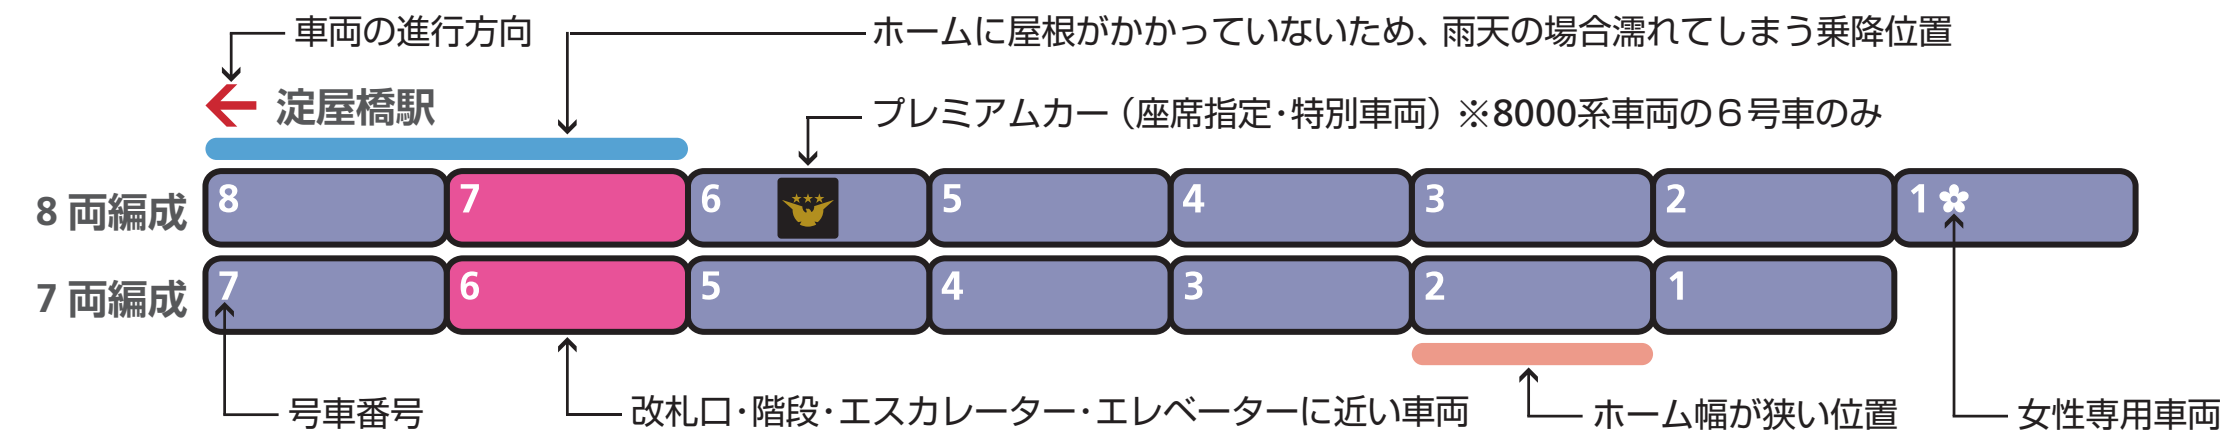 車両の進行方向
ホームに屋根がかかっていないため、雨天の場合濡れてしまう乗降位置
淀屋橋駅
プレミアムカー（座席指定･特別車両）※8000系車両の６号車のみ
8 両編成 8 7 6 5 4 3 2 1
7 両編成 7 6 5 4 3 2 1
号車番号
改札口･階段･エスカレーター･エレベーターに近い車両
ホーム幅が狭い位置
女性専用車両